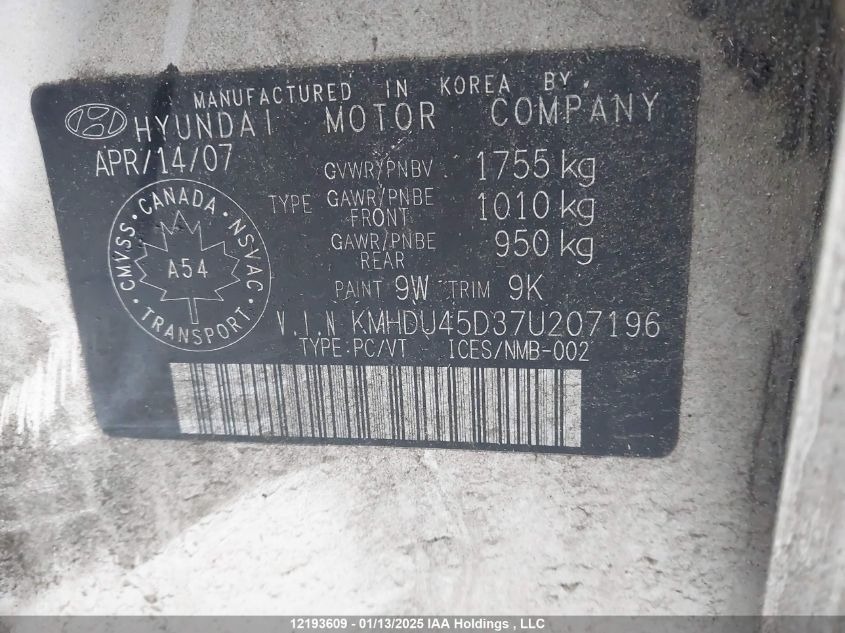 MANUFACTURED IN KOREA BY
HYUNDAI MOTOR COMPANY
APR/14/07
GVWR/PNBV 1755 kg
TYPE GAWR/PNBE FRONT 1010 kg
GAWR/PNBE REAR 950 kg
PAINT 9W TRIM 9K
CMVSS · CANADA · NSVAC · TRANSPORT ·
A54
V.I.N KMHDU45D37U207196
TYPE:PC/VT ICES/NMB-002
12193609 - 01/13/2025 IAA Holdings , LLC